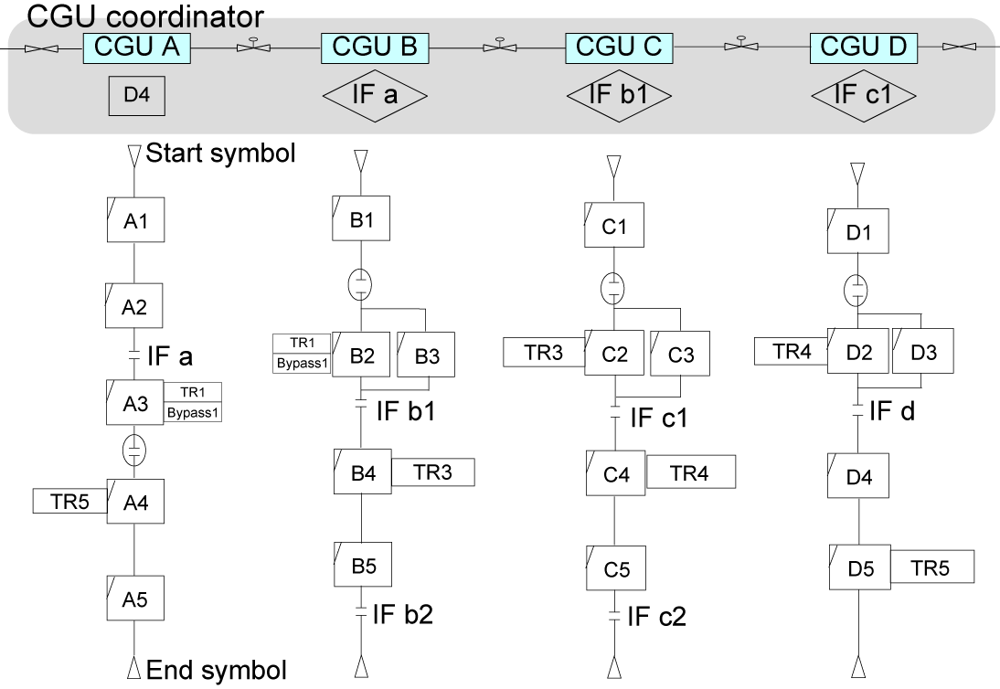 CGU coordinator
CGU A CGU B CGU C CGU D
D4 IF a IF b1 IF c1
Start symbol
A1 B1 C1 D1
A2
IF a
TR1 B2 B3 TR3 C2 C3 TR4 D2 D3
Bypass1
A3 TR1
Bypass1
IF b1 IF c1 IF d
B4 TR3 C4 TR4 D4
TR5 A4
B5 C5 D5 TR5
A5
IF b2 IF c2
End symbol